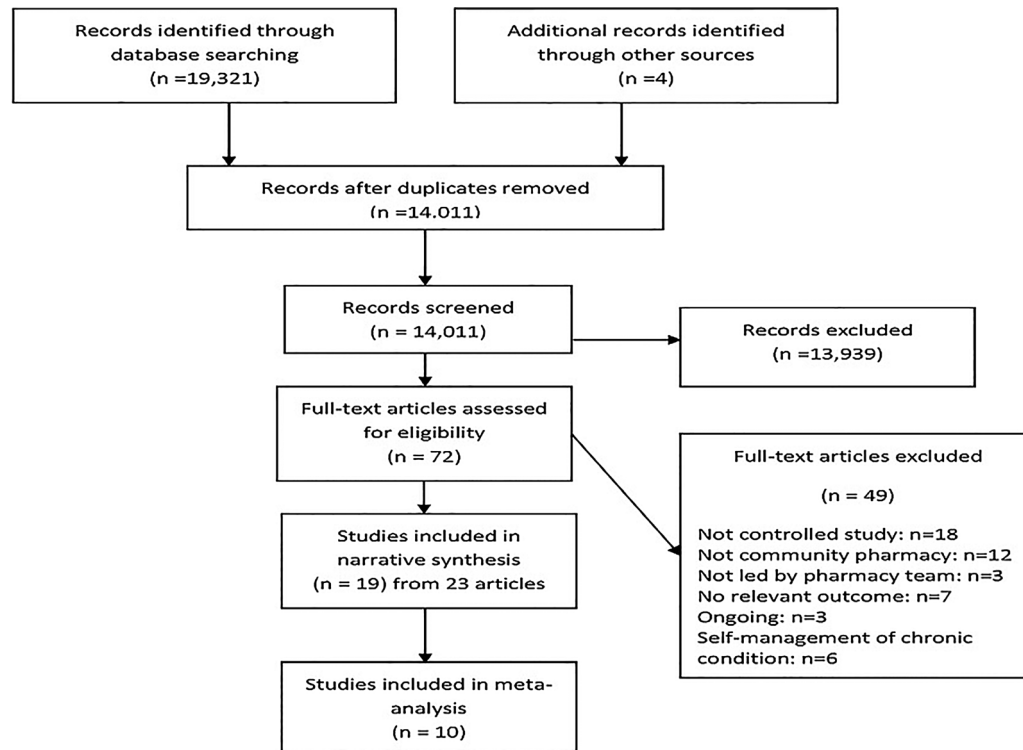 Records identified through
database searching
(n =19,321)
Additional records identified
through other sources
(n =4)
Records after duplicates removed
(n =14.011)
Records screened
(n = 14,011)
Records excluded
(n =13,939)
Full-text articles assessed
for eligibility
(n = 72)
Full-text articles excluded
(n = 49)
Not controlled study: n=18
Not community pharmacy: n=12
Not led by pharmacy team: n=3
No relevant outcome: n=7
Ongoing: n=3
Self-management of chronic
condition: n=6
Studies included in
narrative synthesis
(n = 19) from 23 articles
Studies included in meta-
analysis
(n = 10)